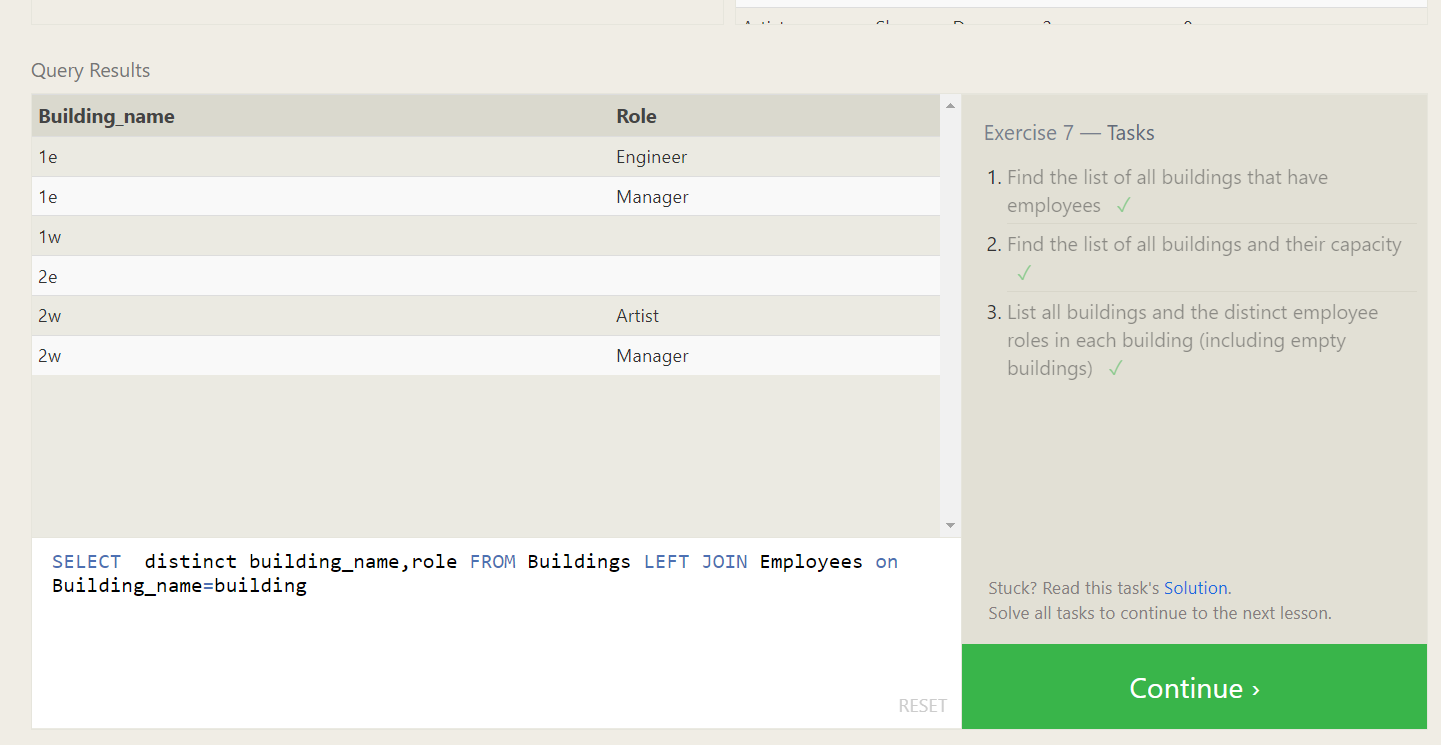 Query Results
Building_name Role
1e Engineer
1e Manager
1w
2e
2w Artist
2w Manager
SELECT  distinct building_name,role FROM Buildings LEFT JOIN Employees on
Building_name=building
RESET
Exercise 7 — Tasks
1. Find the list of all buildings that have
employees ✓
2. Find the list of all buildings and their capacity
✓
3. List all buildings and the distinct employee
roles in each building (including empty
buildings) ✓
Stuck? Read this task's Solution.
Solve all tasks to continue to the next lesson.
Continue ›